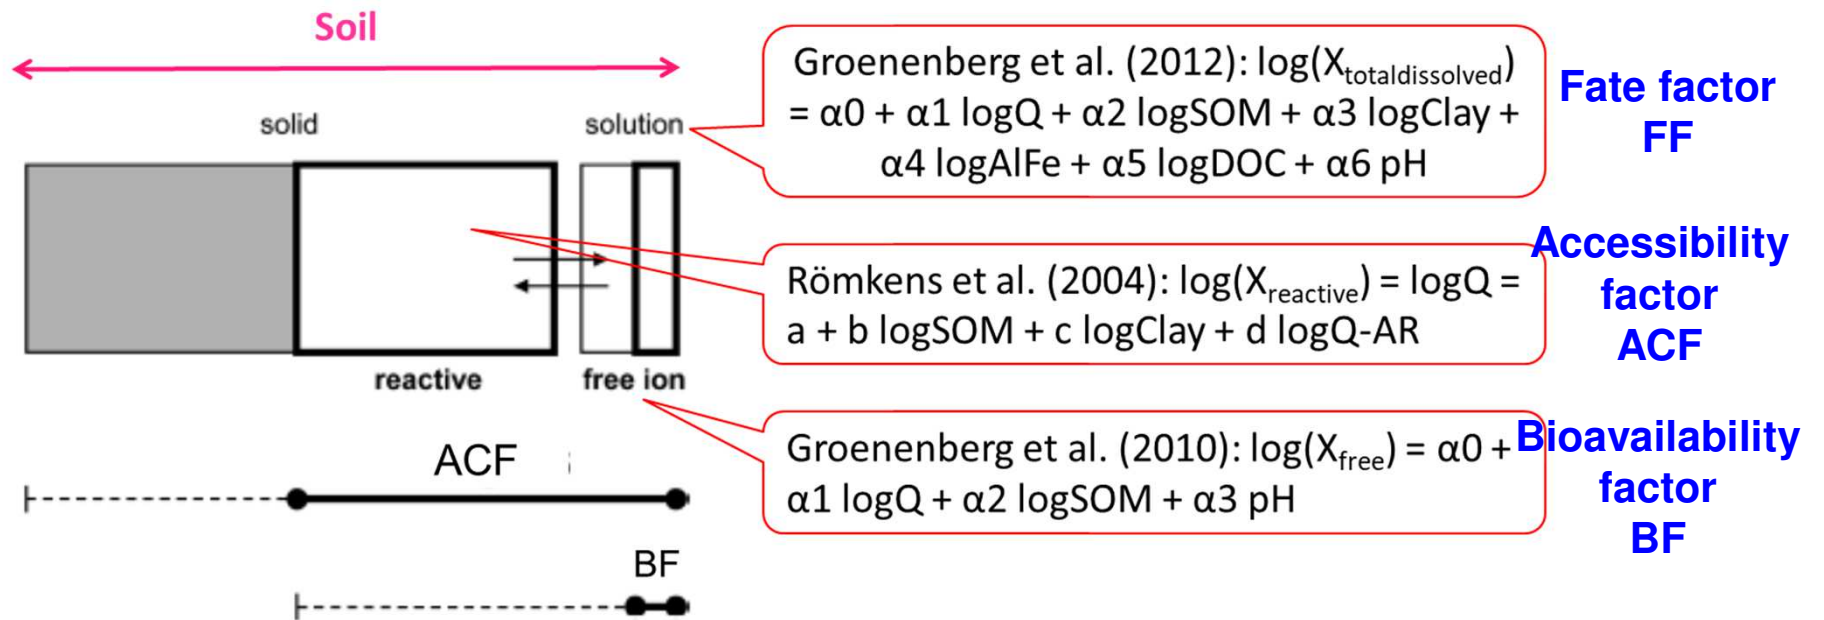 Soil
solid
solution
reactive
free ion
ACF
BF
Groenenberg et al. (2012): log(Xtotaldissolved)
= α0 + α1 logQ + α2 logSOM + α3 logClay +
α4 logAlFe + α5 logDOC + α6 pH
Fate factor
FF
Römkens et al. (2004): log(Xreactive) = logQ =
a + b logSOM + c logClay + d logQ-AR
Accessibility
factor
ACF
Groenenberg et al. (2010): log(Xfree) = α0 +
α1 logQ + α2 logSOM + α3 pH
Bioavailability
factor
BF